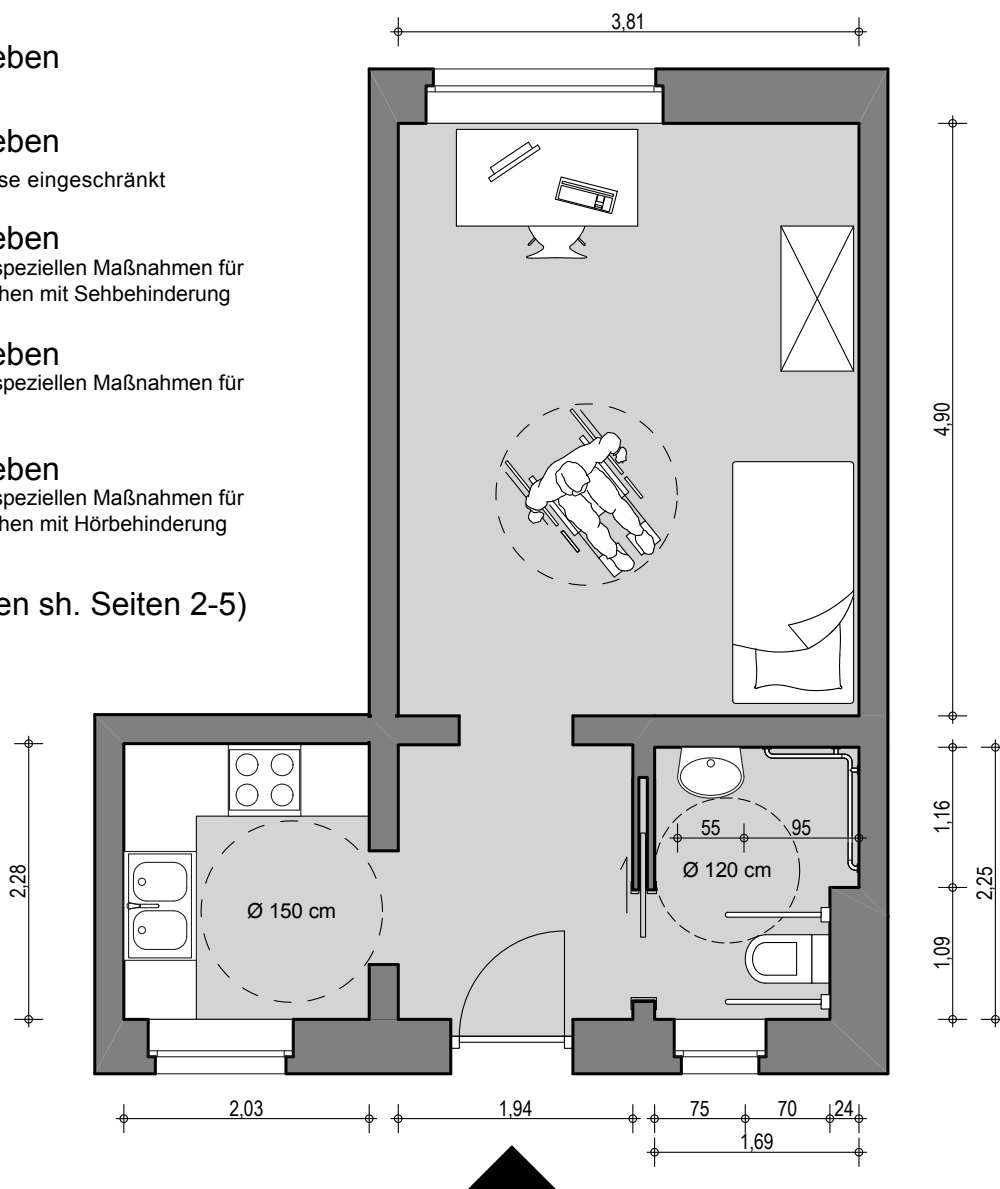 eben
eben
se eingeschränkt
eben
speziellen Maßnahmen für
hen mit Sehbehinderung
eben
speziellen Maßnahmen für
eben
speziellen Maßnahmen für
hen mit Hörbehinderung
en sh. Seiten 2-5)
3,81
4,90
2,28
Ø 150 cm
55
95
Ø 120 cm
1,16
2,25
1,09
2,03
1,94
75
70
24
1,69